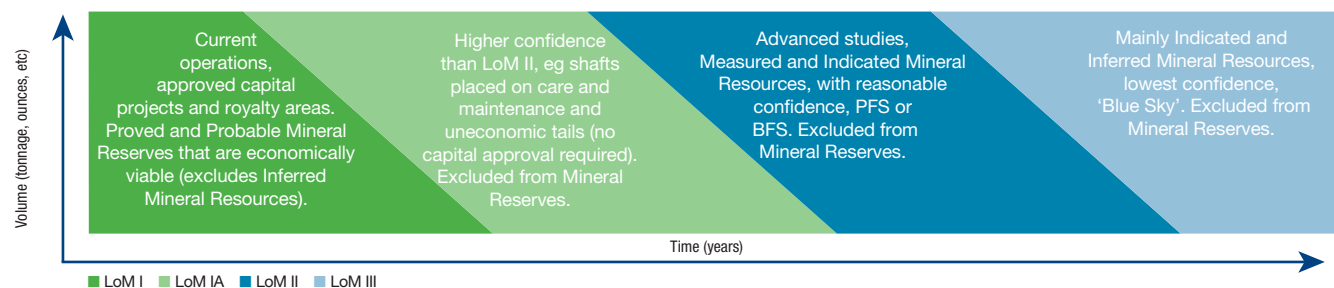 Volume (tonnage, ounces, etc)
Current
operations,
approved capital
projects and royalty areas.
Proved and Probable Mineral
Reserves that are economically
viable (excludes Inferred
Mineral Resources).
Higher confidence
than LoM II, eg shafts
placed on care and
maintenance and
uneconomic tails (no
capital approval required).
Excluded from Mineral
Reserves.
Advanced studies,
Measured and Indicated Mineral
Resources, with reasonable
confidence, PFS or
BFS. Excluded from
Mineral Reserves.
Mainly Indicated and
Inferred Mineral Resources,
lowest confidence,
‘Blue Sky’. Excluded from
Mineral Reserves.
Time (years)
LoM I LoM IA LoM II LoM III